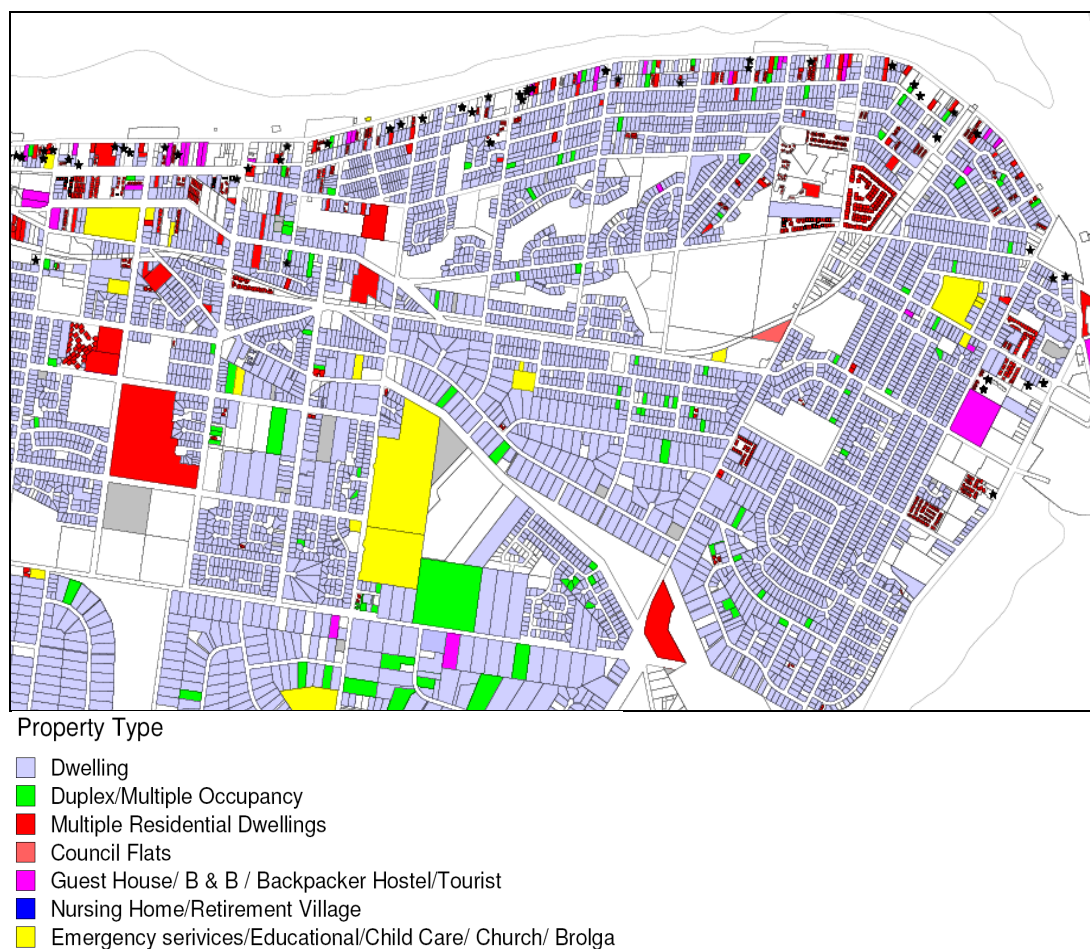 Property Type
Dwelling
Duplex/Multiple Occupancy
Multiple Residential Dwellings
Council Flats
Guest House/ B & B / Backpacker Hostel/Tourist
Nursing Home/Retirement Village
Emergency serivices/Educational/Child Care/ Church/ Brolga